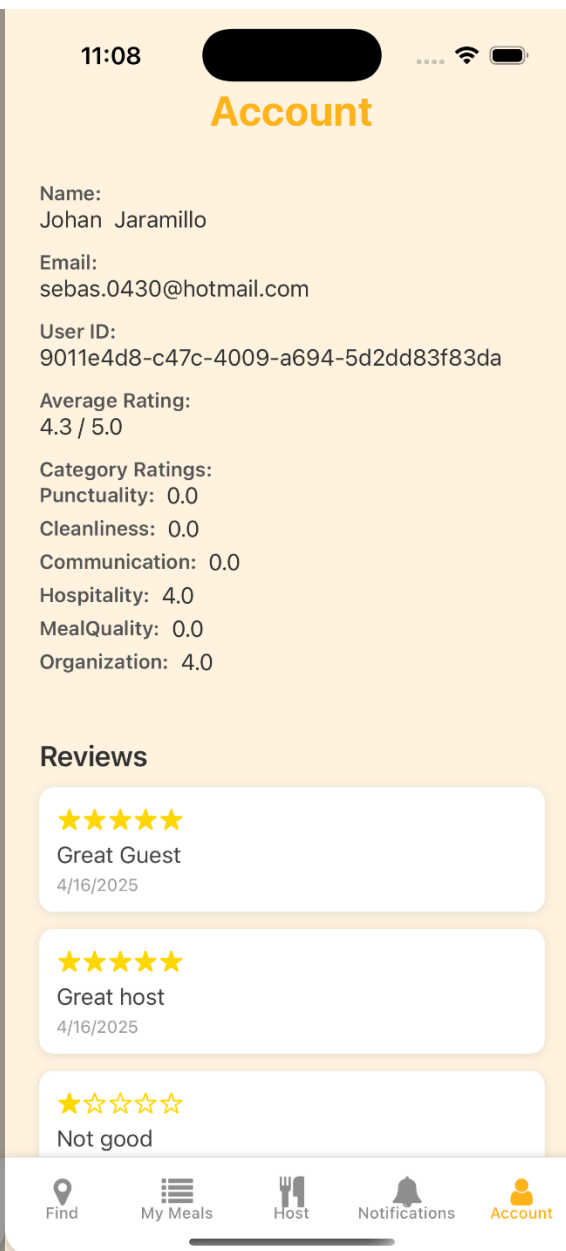 11:08
Account
Name:
Johan  Jaramillo
Email:
sebas.0430@hotmail.com
User ID:
9011e4d8-c47c-4009-a694-5d2dd83f83da
Average Rating:
4.3 / 5.0
Category Ratings:
Punctuality: 0.0
Cleanliness: 0.0
Communication: 0.0
Hospitality: 4.0
MealQuality: 0.0
Organization: 4.0
Reviews
Great Guest
4/16/2025
Great host
4/16/2025
Not good
Find My Meals Host Notifications Account